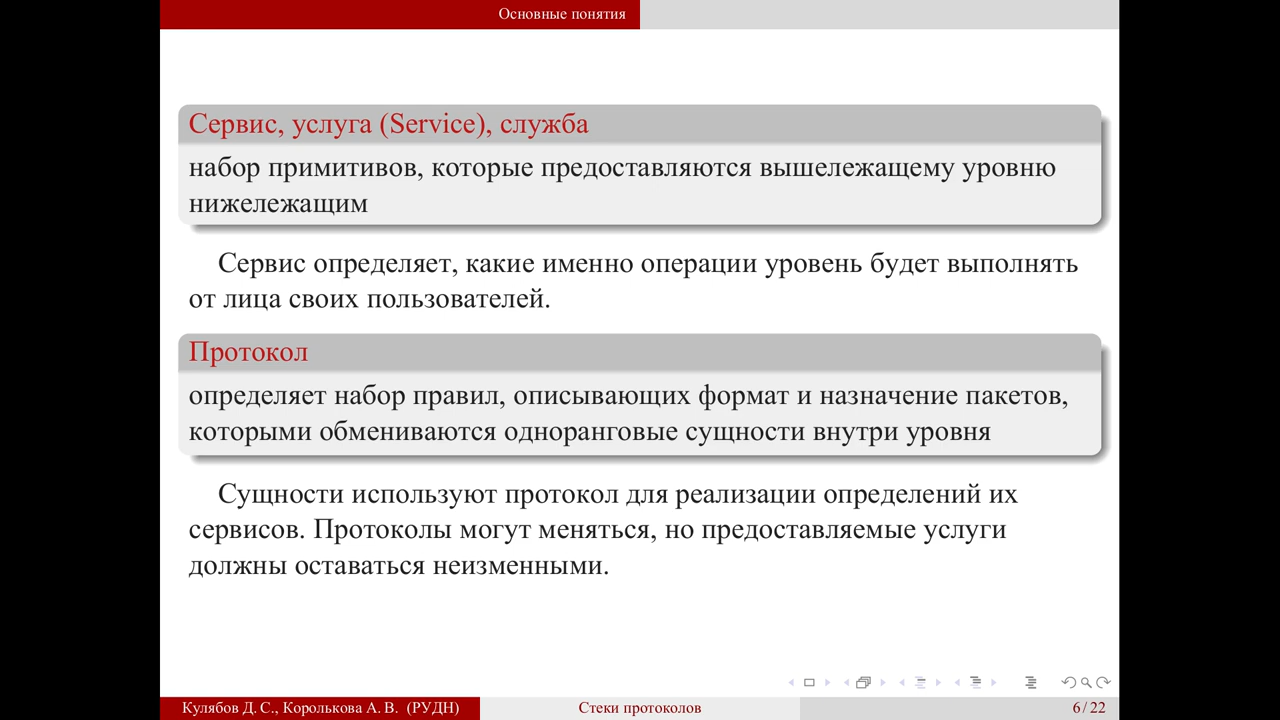 Основные понятия
Сервис, услуга (Service), служба
набор примитивов, которые предоставляются вышележащему уровню
нижележащим
Сервис определяет, какие именно операции уровень будет выполнять
от лица своих пользователей.
Протокол
определяет набор правил, описывающих формат и назначение пакетов,
которыми обмениваются одноранговые сущности внутри уровня
Сущности используют протокол для реализации определений их
сервисов. Протоколы могут меняться, но предоставляемые услуги
должны оставаться неизменными.
Кулябов Д. С., Королькова А. В. (РУДН) Стеки протоколов 6 / 22